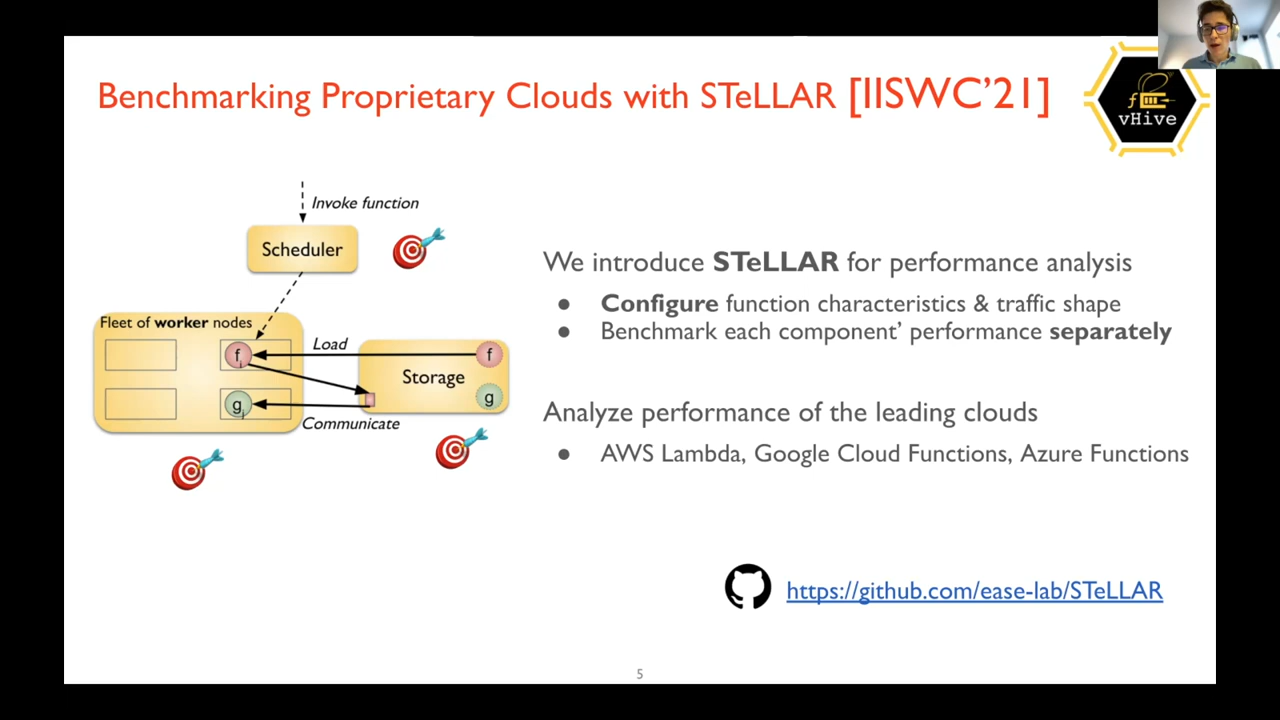 Benchmarking Proprietary Clouds with STeLLAR [IISWC'21]
vHive
Invoke function
Scheduler
Fleet of worker nodes
Load
f
i
f
Storage
g
j
g
Communicate
We introduce STeLLAR for performance analysis
● Configure function characteristics & traffic shape
● Benchmark each component' performance separately
Analyze performance of the leading clouds
● AWS Lambda, Google Cloud Functions, Azure Functions
https://github.com/ease-lab/STeLLAR
5